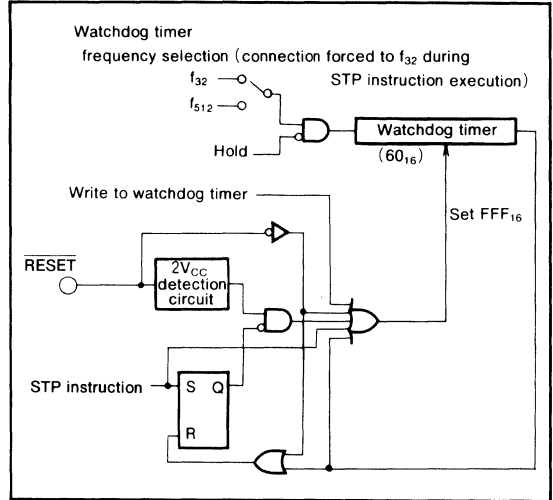 Watchdog timer
frequency selection (connection forced to f32 during
STP instruction execution)
f32
f512
Hold
Watchdog timer
(6016)
Write to watchdog timer
Set FFF16
RESET
2VCC
detection
circuit
STP instruction
S Q
R